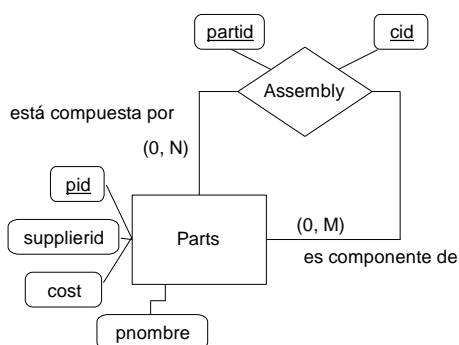 partid
cid
Assembly
está compuesta por
(0, N)
pid
supplierid
Parts
(0, M)
es componente de
cost
pnombre